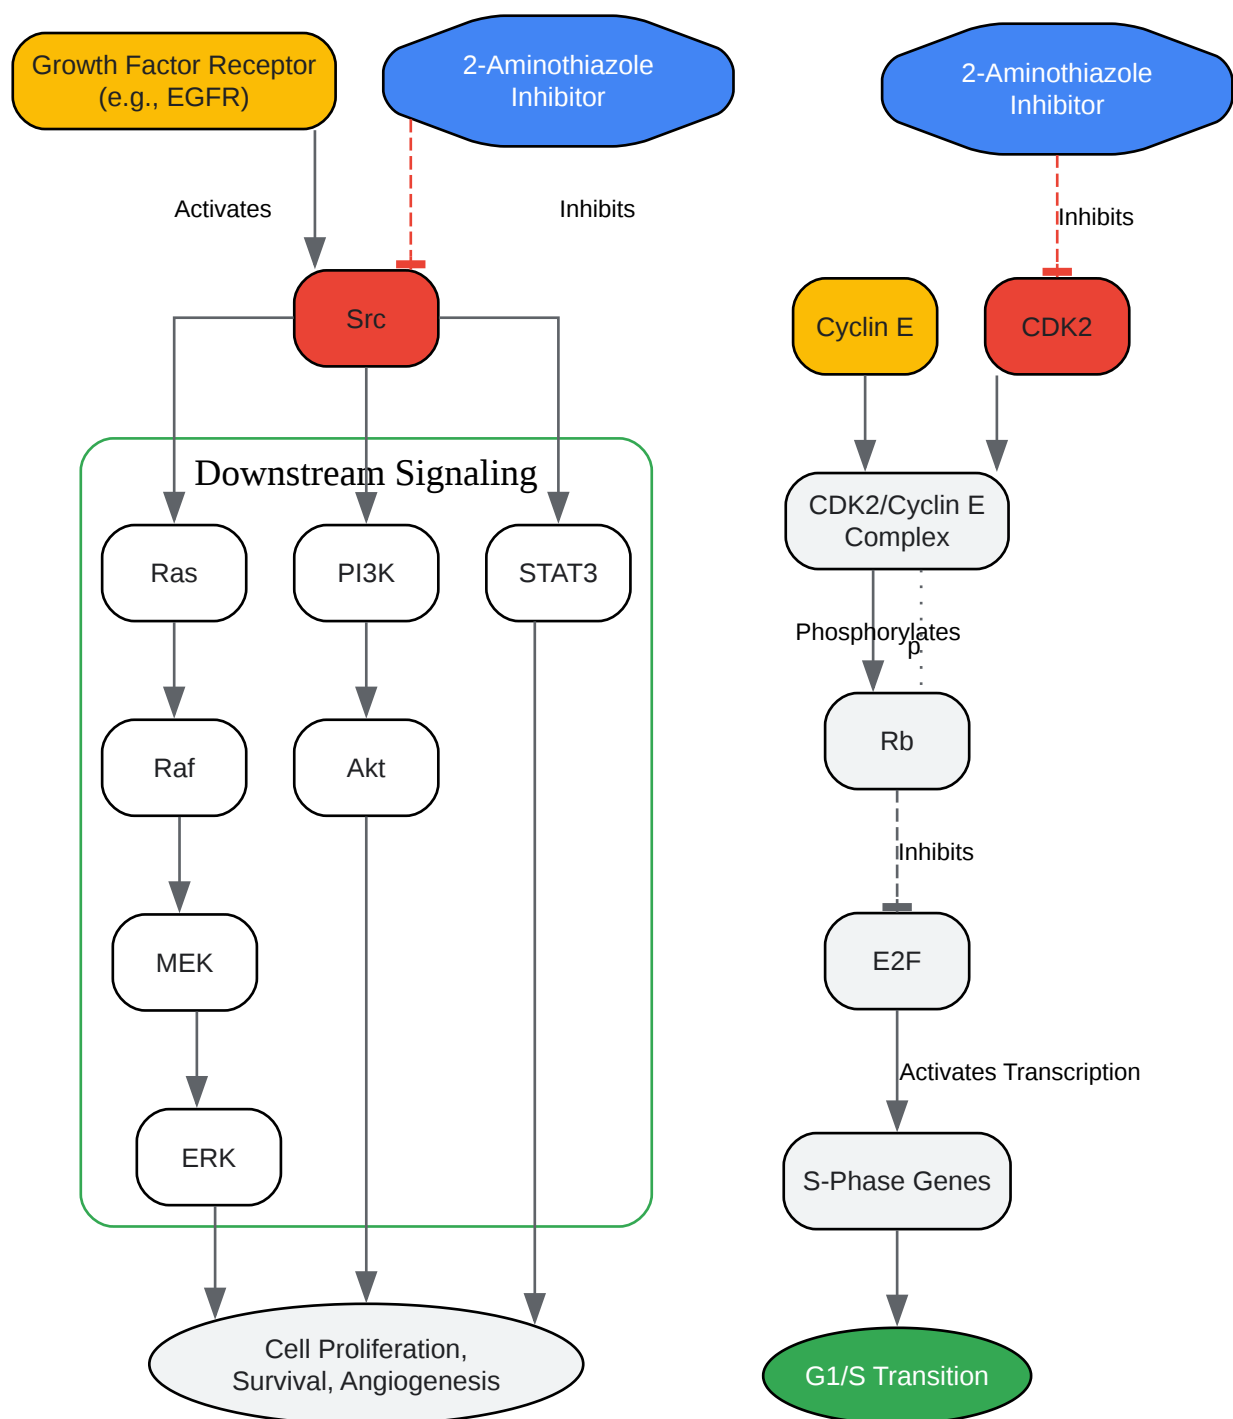 Growth Factor Receptor
(e.g., EGFR)
2-Aminothiazole
Inhibitor
Activates
Inhibits
Src
Downstream Signaling
Ras
PI3K
STAT3
Raf
Akt
MEK
ERK
Cell Proliferation,
Survival, Angiogenesis
2-Aminothiazole
Inhibitor
Inhibits
Cyclin E
CDK2
CDK2/Cyclin E
Complex
Phosphorylates
p
Rb
Inhibits
E2F
Activates Transcription
S-Phase Genes
G1/S Transition